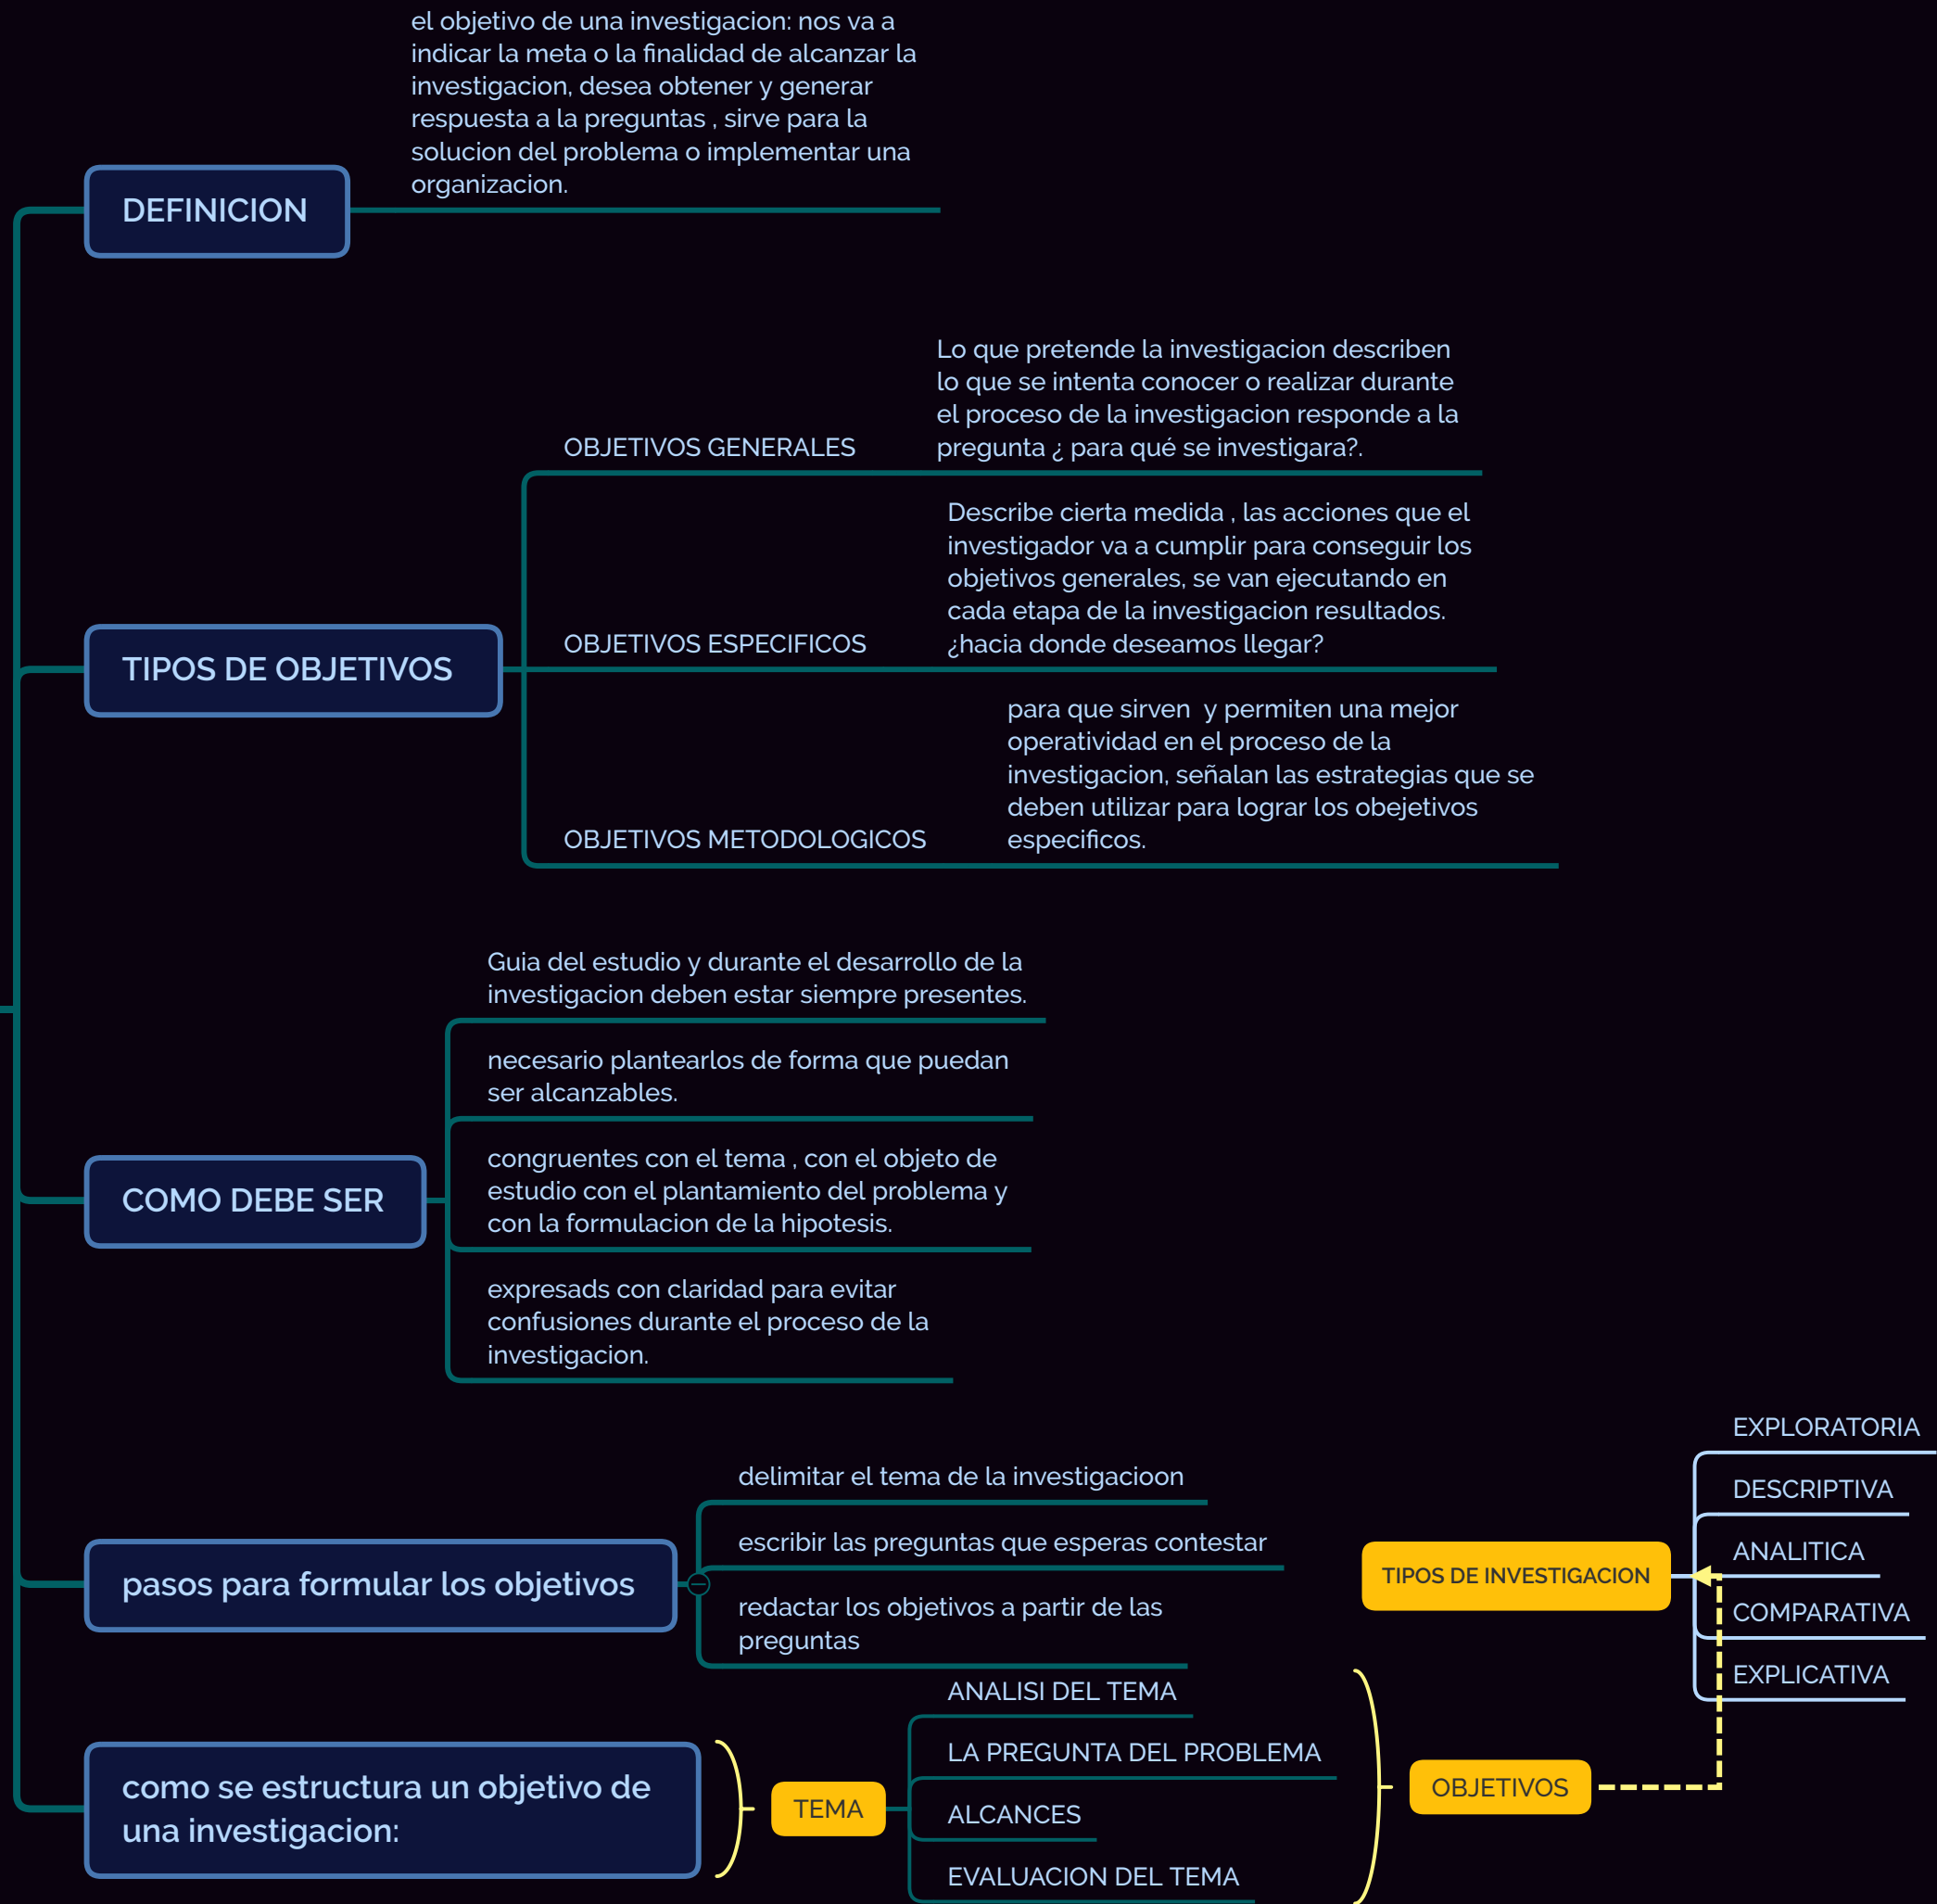 el objetivo de una investigacion: nos va a
indicar la meta o la finalidad de alcanzar la
investigacion, desea obtener y generar
respuesta a la preguntas , sirve para la
solucion del problema o implementar una
organizacion.
DEFINICION
Lo que pretende la investigacion describen
lo que se intenta conocer o realizar durante
el proceso de la investigacion responde a la
pregunta ¿ para qué se investigara?.
OBJETIVOS GENERALES
Describe cierta medida , las acciones que el
investigador va a cumplir para conseguir los
objetivos generales, se van ejecutando en
cada etapa de la investigacion resultados.
¿hacia donde deseamos llegar?
OBJETIVOS ESPECIFICOS
TIPOS DE OBJETIVOS
para que sirven  y permiten una mejor
operatividad en el proceso de la
investigacion, señalan las estrategias que se
deben utilizar para lograr los obejetivos
especificos.
OBJETIVOS METODOLOGICOS
Guia del estudio y durante el desarrollo de la
investigacion deben estar siempre presentes.
necesario plantearlos de forma que puedan
ser alcanzables.
COMO DEBE SER
congruentes con el tema , con el objeto de
estudio con el plantamiento del problema y
con la formulacion de la hipotesis.
expresads con claridad para evitar
confusiones durante el proceso de la
investigacion.
pasos para formular los objetivos
delimitar el tema de la investigacioon
escribir las preguntas que esperas contestar
redactar los objetivos a partir de las
preguntas
TIPOS DE INVESTIGACION
EXPLORATORIA
DESCRIPTIVA
ANALITICA
COMPARATIVA
EXPLICATIVA
como se estructura un objetivo de
una investigacion:
TEMA
ANALISI DEL TEMA
LA PREGUNTA DEL PROBLEMA
ALCANCES
EVALUACION DEL TEMA
OBJETIVOS